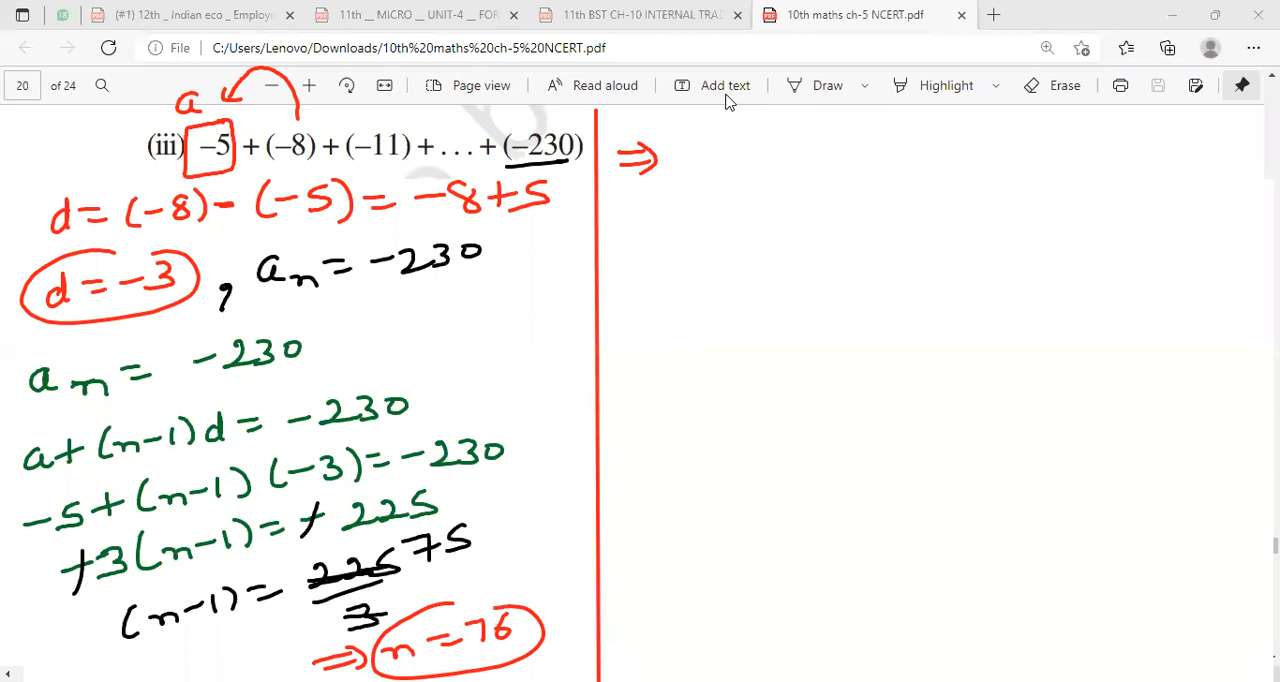 (#1) 12th _ Indian eco _ Employm
11th __ MICRO __ UNIT-4 __ FOR
11th BST CH-10 INTERNAL TRAD
10th maths ch-5 NCERT.pdf
File C:/Users/Lenovo/Downloads/10th%20maths%20ch-5%20NCERT.pdf
20 of 24 Page view Read aloud Add text Draw Highlight Erase
a
(iii) –5 + (–8) + (–11) + . . . + (–230) ⇒
d = (-8) - (-5) = -8+5
d = -3 , an = -230
an = -230
a+(n-1)d = -230
-5+(n-1)(-3) = -230
+3(n-1) = + 225
(n-1) = 225 75
3
⇒ n = 76